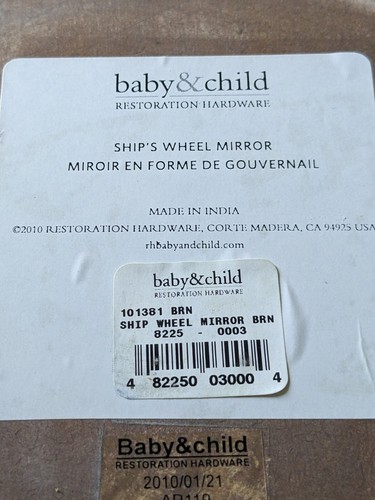 baby&child
RESTORATION HARDWARE
SHIP'S WHEEL MIRROR
MIROIR EN FORME DE GOUVERNAIL
MADE IN INDIA
©2010 RESTORATION HARDWARE, CORTE MADERA, CA 94925 USA
rhbabyandchild.com
baby&child
RESTORATION HARDWARE
101381 BRN
SHIP WHEEL MIRROR BRN
8225 - 0003
4 82250 03000 4
Baby&child
RESTORATION HARDWARE
2010/01/21
AR110